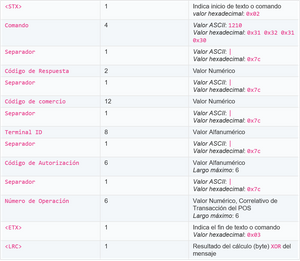 <STX> 1 Indica inicio de texto o comando
valor hexadecimal: 0x02
Comando 4 Valor ASCII: 1210
Valor hexadecimal: 0x31 0x32 0x31
0x30
Separador 1 Valor ASCII: |
Valor hexadecimal: 0x7c
Código de Respuesta 2 Valor Numérico
Separador 1 Valor ASCII: |
Valor hexadecimal: 0x7c
Código de comercio 12 Valor Numérico
Separador 1 Valor ASCII: |
Valor hexadecimal: 0x7c
Terminal ID 8 Valor Alfanumérico
Separador 1 Valor ASCII: |
Valor hexadecimal: 0x7c
Código de Autorización 6 Valor Alfanumérico
Largo máximo: 6
Separador 1 Valor ASCII: |
Valor hexadecimal: 0x7c
Número de Operación 6 Valor Numérico, Correlativo de
Transacción del POS
Largo máximo: 6
<ETX> 1 Indica el fin de texto o comando
valor hexadecimal: 0x03
<LRC> 1 Resultado del cálculo (byte) XOR del
mensaje